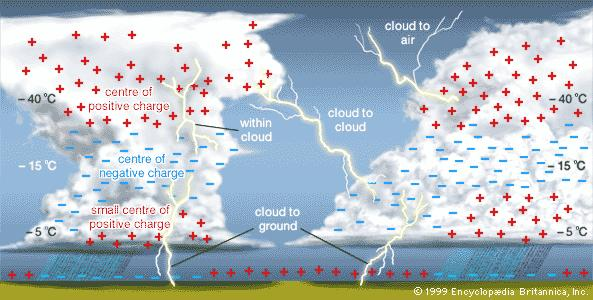 cloud to
air
centre of
positive charge
– 40 °C
– 40 °C
within
cloud
cloud to
cloud
centre of
negative charge
– 15 °C
– 15 °C
small centre of
positive charge
cloud to
ground
– 5 °C
– 5 °C
© 1999 Encyclopædia Britannica, Inc.